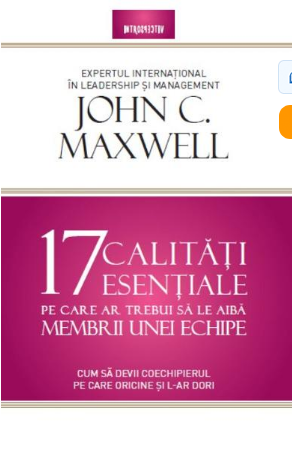 INTROSPECTIV
EXPERTUL INTERNAȚIONAL
ÎN LEADERSHIP ȘI MANAGEMENT
JOHN C.
MAXWELL
17 CALITĂȚI
ESENȚIALE
PE CARE AR TREBUI SĂ LE AIBĂ
MEMBRII UNEI ECHIPE
CUM SĂ DEVII COECHIPIERUL
PE CARE ORICINE ȘI L-AR DORI